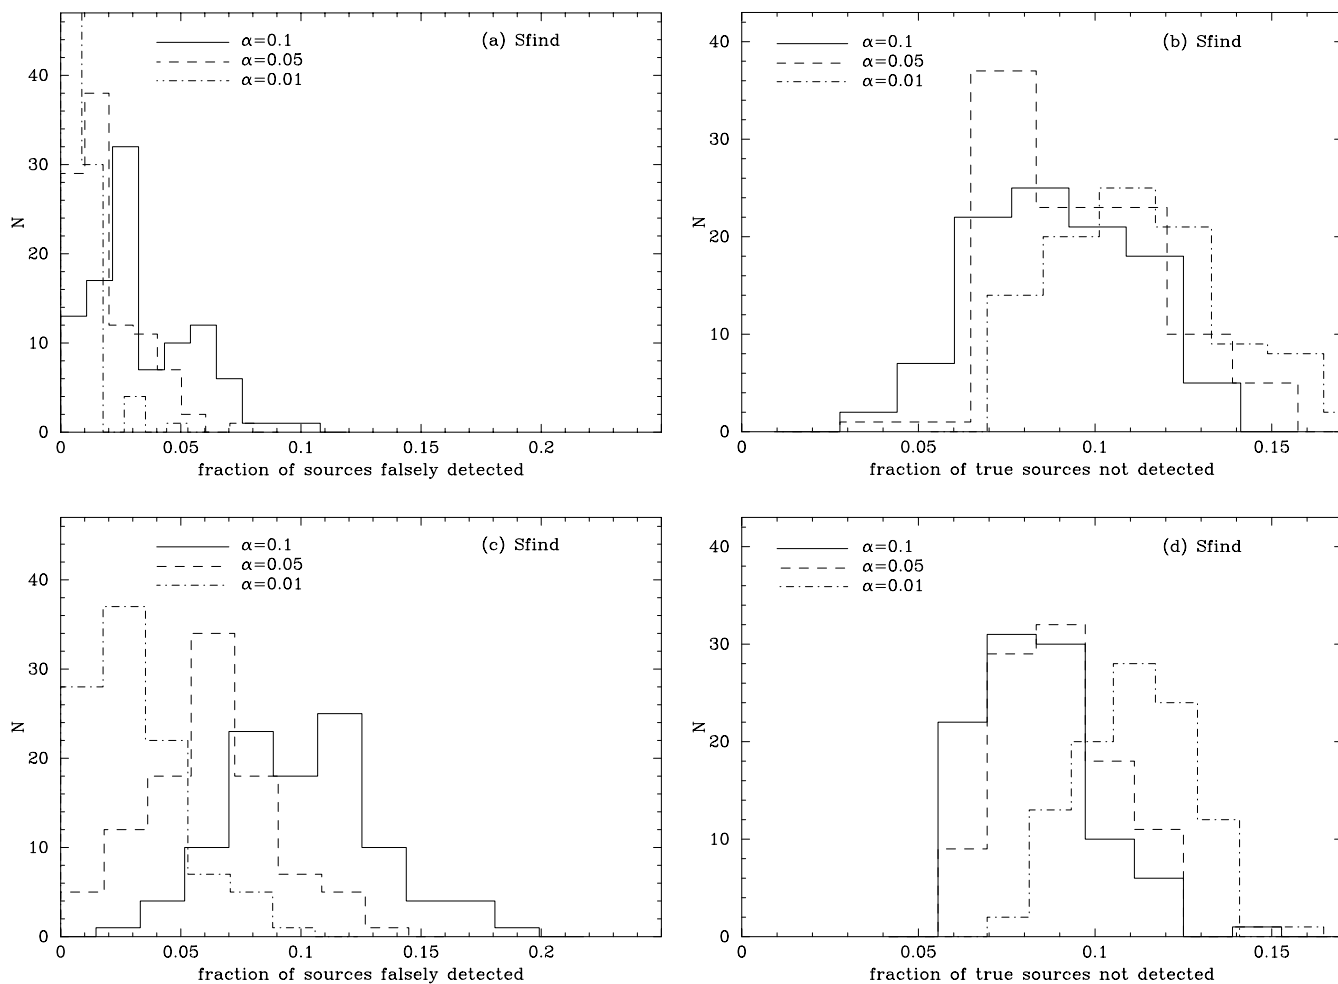 (a) Sfind
α=0.1
α=0.05
α=0.01
N
40
30
20
10
0
0 0.05 0.1 0.15 0.2
fraction of sources falsely detected
(b) Sfind
α=0.1
α=0.05
α=0.01
N
40
30
20
10
0
0 0.05 0.1 0.15
fraction of true sources not detected
(c) Sfind
α=0.1
α=0.05
α=0.01
N
40
30
20
10
0
0 0.05 0.1 0.15 0.2
fraction of sources falsely detected
(d) Sfind
α=0.1
α=0.05
α=0.01
N
40
30
20
10
0
0 0.05 0.1 0.15
fraction of true sources not detected